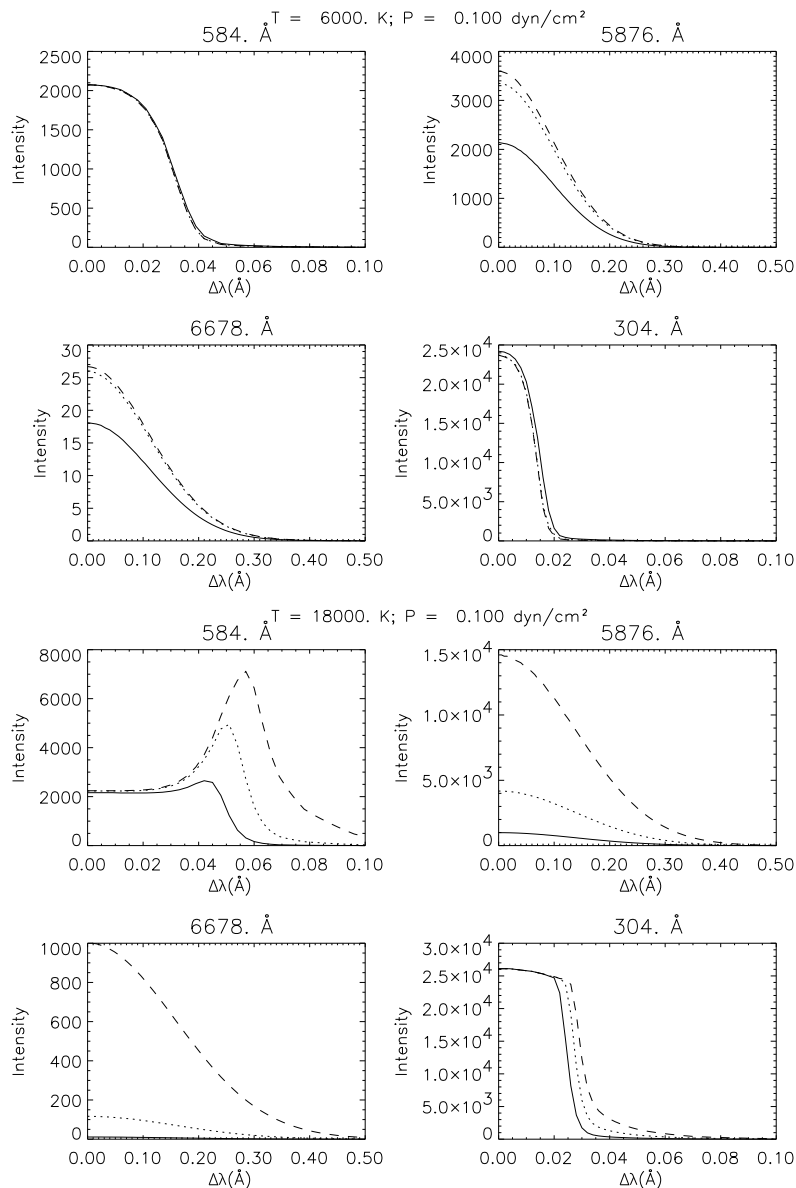 T = 6000. K; P = 0.100 dyn/cm²
584. Å
2500
2000
1500
1000
500
0
Intensity
0.00 0.02 0.04 0.06 0.08 0.10
Δλ(Å)
5876. Å
4000
3000
2000
1000
0
Intensity
0.00 0.10 0.20 0.30 0.40 0.50
Δλ(Å)
6678. Å
30
25
20
15
10
5
0
Intensity
0.00 0.10 0.20 0.30 0.40 0.50
Δλ(Å)
304. Å
2.5×10⁴
2.0×10⁴
1.5×10⁴
1.0×10⁴
5.0×10³
0
Intensity
0.00 0.02 0.04 0.06 0.08 0.10
Δλ(Å)
T = 18000. K; P = 0.100 dyn/cm²
584. Å
8000
6000
4000
2000
0
Intensity
0.00 0.02 0.04 0.06 0.08 0.10
Δλ(Å)
5876. Å
1.5×10⁴
1.0×10⁴
5.0×10³
0
Intensity
0.00 0.10 0.20 0.30 0.40 0.50
Δλ(Å)
6678. Å
1000
800
600
400
200
0
Intensity
0.00 0.10 0.20 0.30 0.40 0.50
Δλ(Å)
304. Å
3.0×10⁴
2.5×10⁴
2.0×10⁴
1.5×10⁴
1.0×10⁴
5.0×10³
0
Intensity
0.00 0.02 0.04 0.06 0.08 0.10
Δλ(Å)